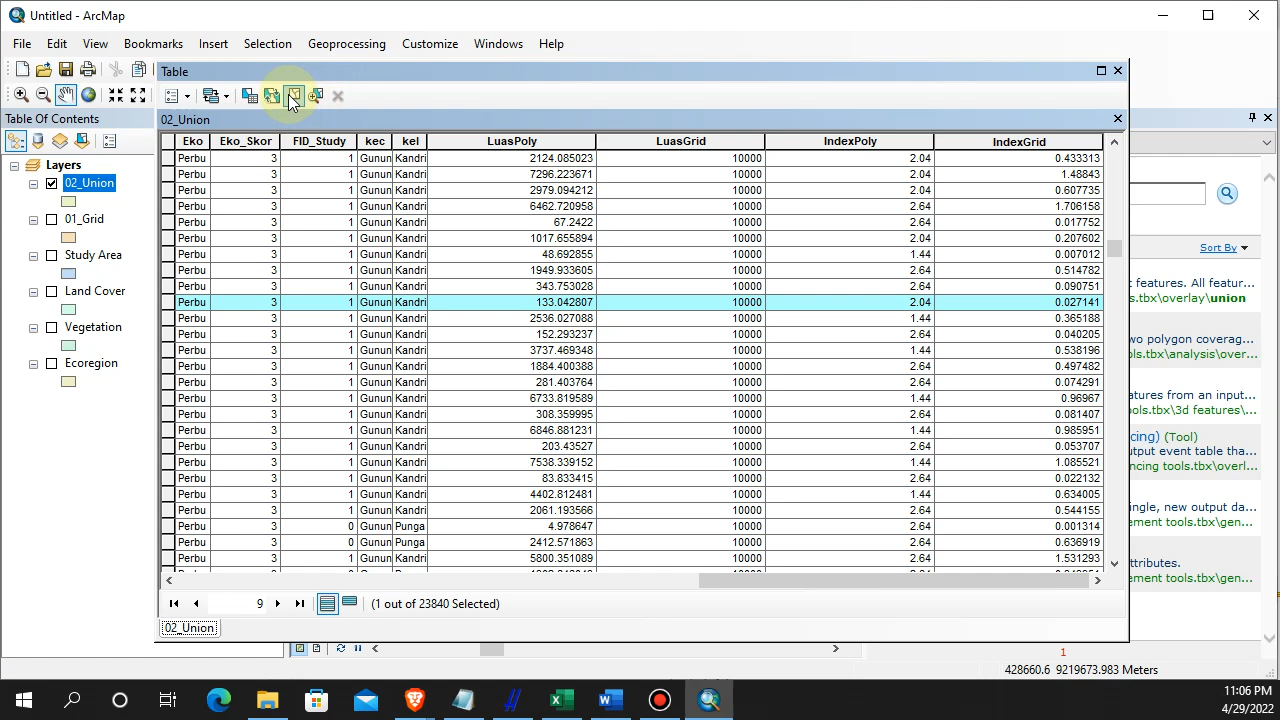 Untitled - ArcMap
File Edit View Bookmarks Insert Selection Geoprocessing Customize Windows Help
Table
Table Of Contents
02_Union
Layers
02_Union
01_Grid
Study Area
Land Cover
Vegetation
Ecoregion
Eko Eko_Skor FID_Study kec kel LuasPoly LuasGrid IndexPoly IndexGrid
Perbu 3 1 Gunun Kandri 2124.085023 10000 2.04 0.433313
Perbu 3 1 Gunun Kandri 7296.223671 10000 2.04 1.48843
Perbu 3 1 Gunun Kandri 2979.094212 10000 2.04 0.607735
Perbu 3 1 Gunun Kandri 6462.720958 10000 2.64 1.706158
Perbu 3 1 Gunun Kandri 67.2422 10000 2.64 0.017752
Perbu 3 1 Gunun Kandri 1017.655894 10000 2.04 0.207602
Perbu 3 1 Gunun Kandri 48.692855 10000 1.44 0.007012
Perbu 3 1 Gunun Kandri 1949.933605 10000 2.64 0.514782
Perbu 3 1 Gunun Kandri 343.753028 10000 2.64 0.090751
Perbu 3 1 Gunun Kandri 133.042807 10000 2.04 0.027141
Perbu 3 1 Gunun Kandri 2536.027088 10000 1.44 0.365188
Perbu 3 1 Gunun Kandri 152.293237 10000 2.64 0.040205
Perbu 3 1 Gunun Kandri 3737.469348 10000 1.44 0.538196
Perbu 3 1 Gunun Kandri 1884.400388 10000 2.64 0.497482
Perbu 3 1 Gunun Kandri 281.403764 10000 2.64 0.074291
Perbu 3 1 Gunun Kandri 6733.819589 10000 1.44 0.96967
Perbu 3 1 Gunun Kandri 308.359995 10000 2.64 0.081407
Perbu 3 1 Gunun Kandri 6846.881231 10000 1.44 0.985951
Perbu 3 1 Gunun Kandri 203.43527 10000 2.64 0.053707
Perbu 3 1 Gunun Kandri 7538.339152 10000 1.44 1.085521
Perbu 3 1 Gunun Kandri 83.833415 10000 2.64 0.022132
Perbu 3 1 Gunun Kandri 4402.812481 10000 1.44 0.634005
Perbu 3 1 Gunun Kandri 2061.193566 10000 2.64 0.544155
Perbu 3 0 Gunun Punga 4.978647 10000 2.64 0.001314
Perbu 3 0 Gunun Punga 2412.571863 10000 2.64 0.636919
Perbu 3 1 Gunun Kandri 5800.351089 10000 2.64 1.531293
9 (1 out of 23840 Selected)
02_Union
Sort By
t features. All featur...
s.tbx\overlay\union
wo polygon coverag...
ols.tbx\analysis\over...
atures from an input...
ools.tbx\3d features\...
cing) (Tool)
utput event table tha...
ncing tools.tbx\overl...
ingle, new output da...
ement tools.tbx\gen...
ttributes.
ement tools.tbx\gen...
1
428660.6 9219673.983 Meters
11:06 PM
4/29/2022